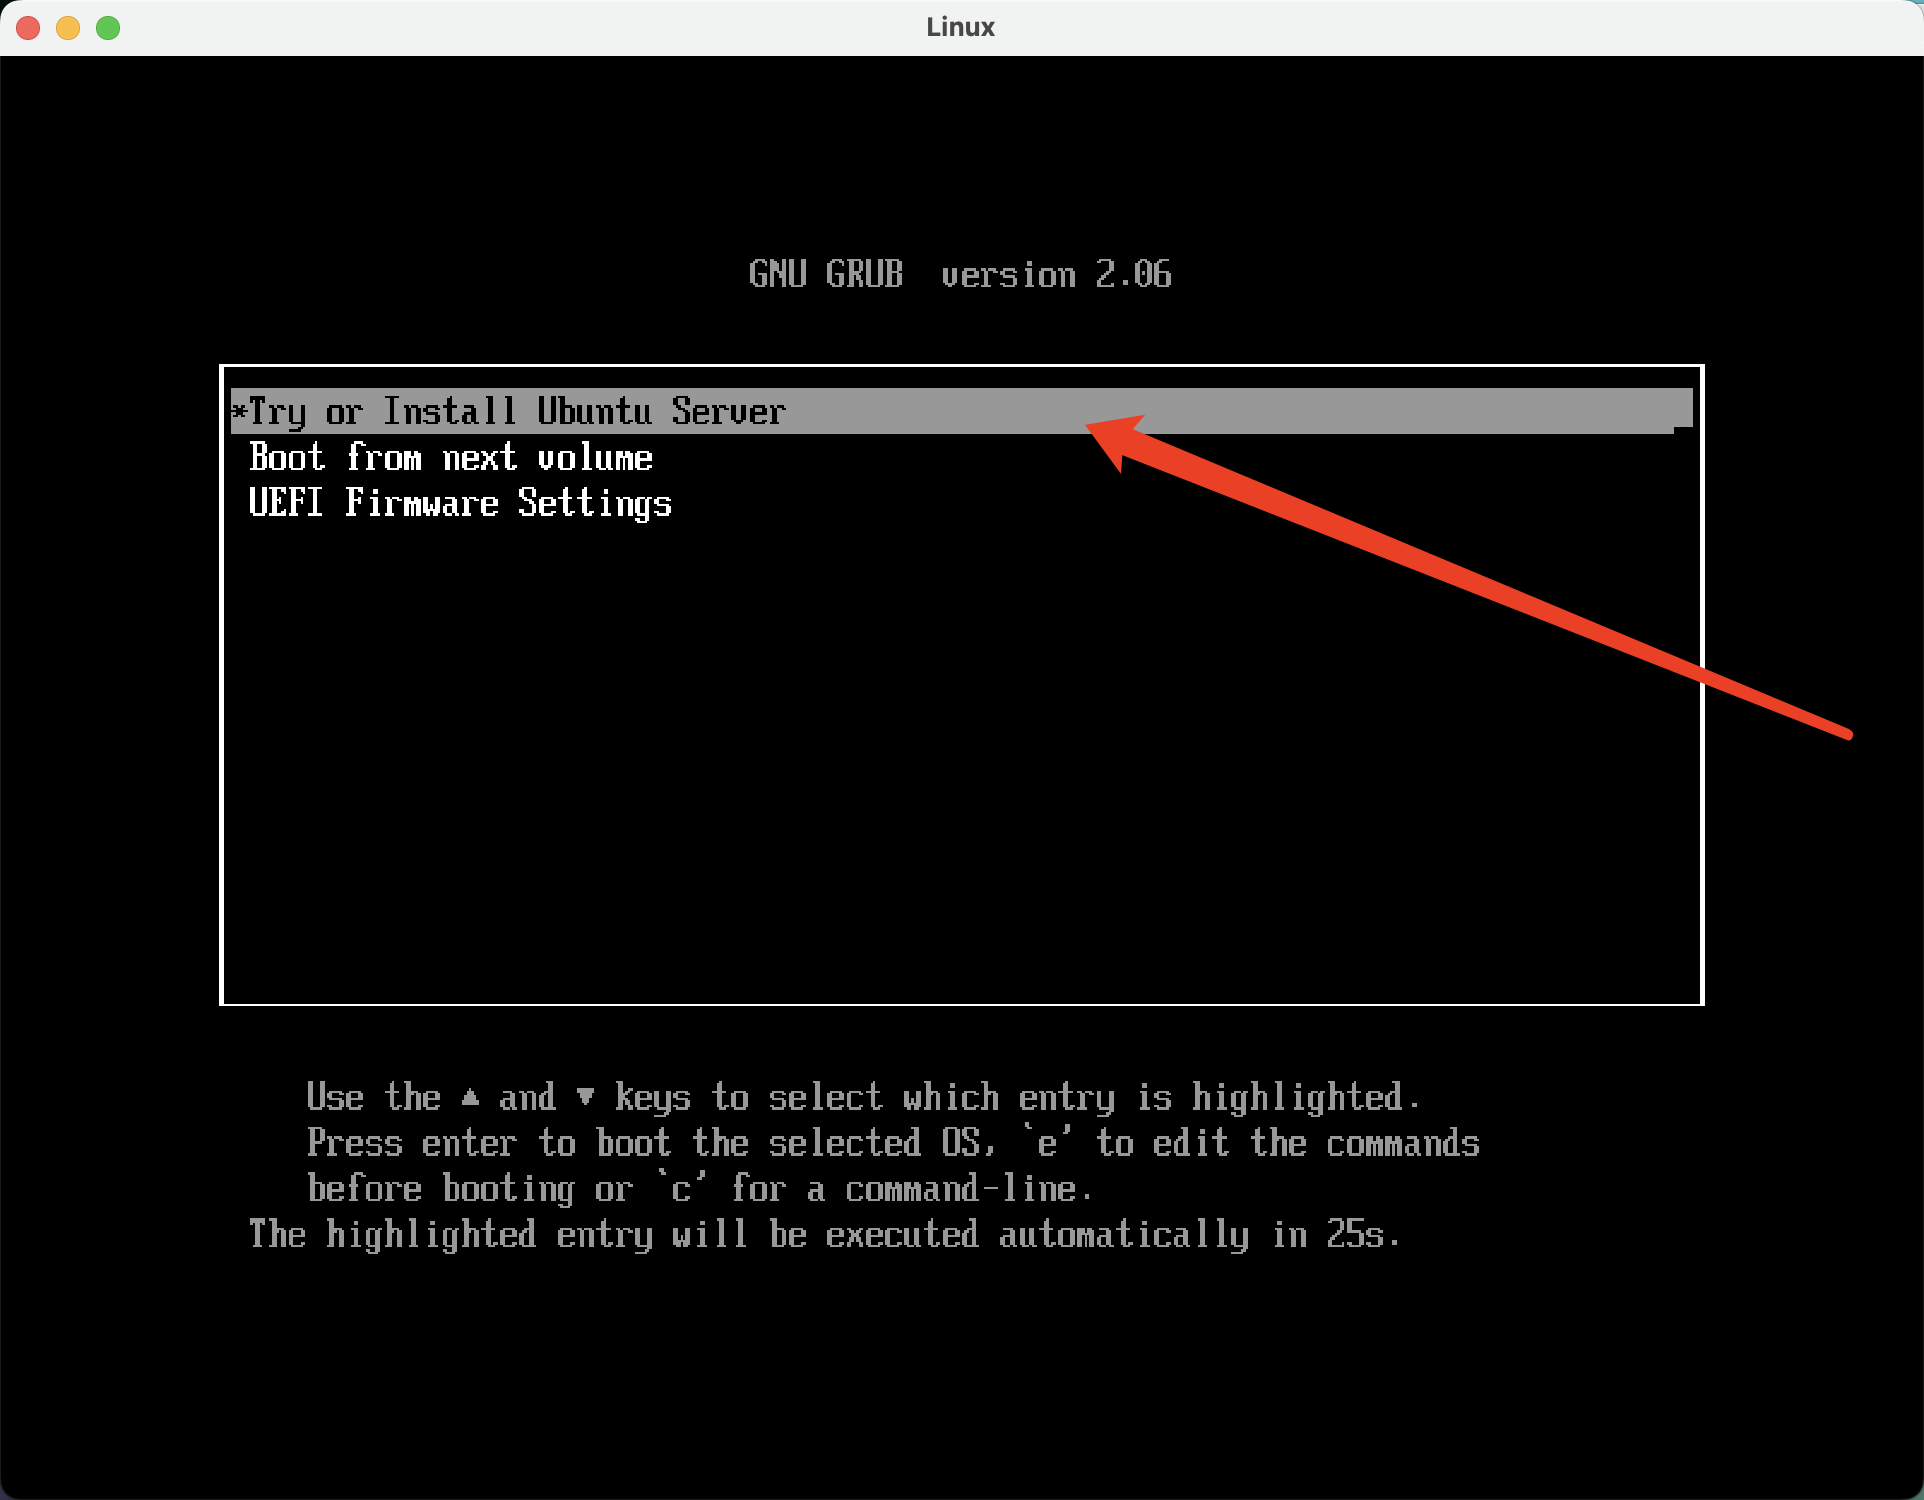 Linux
GNU GRUB  version 2.06
*Try or Install Ubuntu Server
Boot from next volume
UEFI Firmware Settings
Use the ▲ and ▼ keys to select which entry is highlighted.
Press enter to boot the selected OS, `e' to edit the commands
before booting or `c' for a command-line.
The highlighted entry will be executed automatically in 25s.